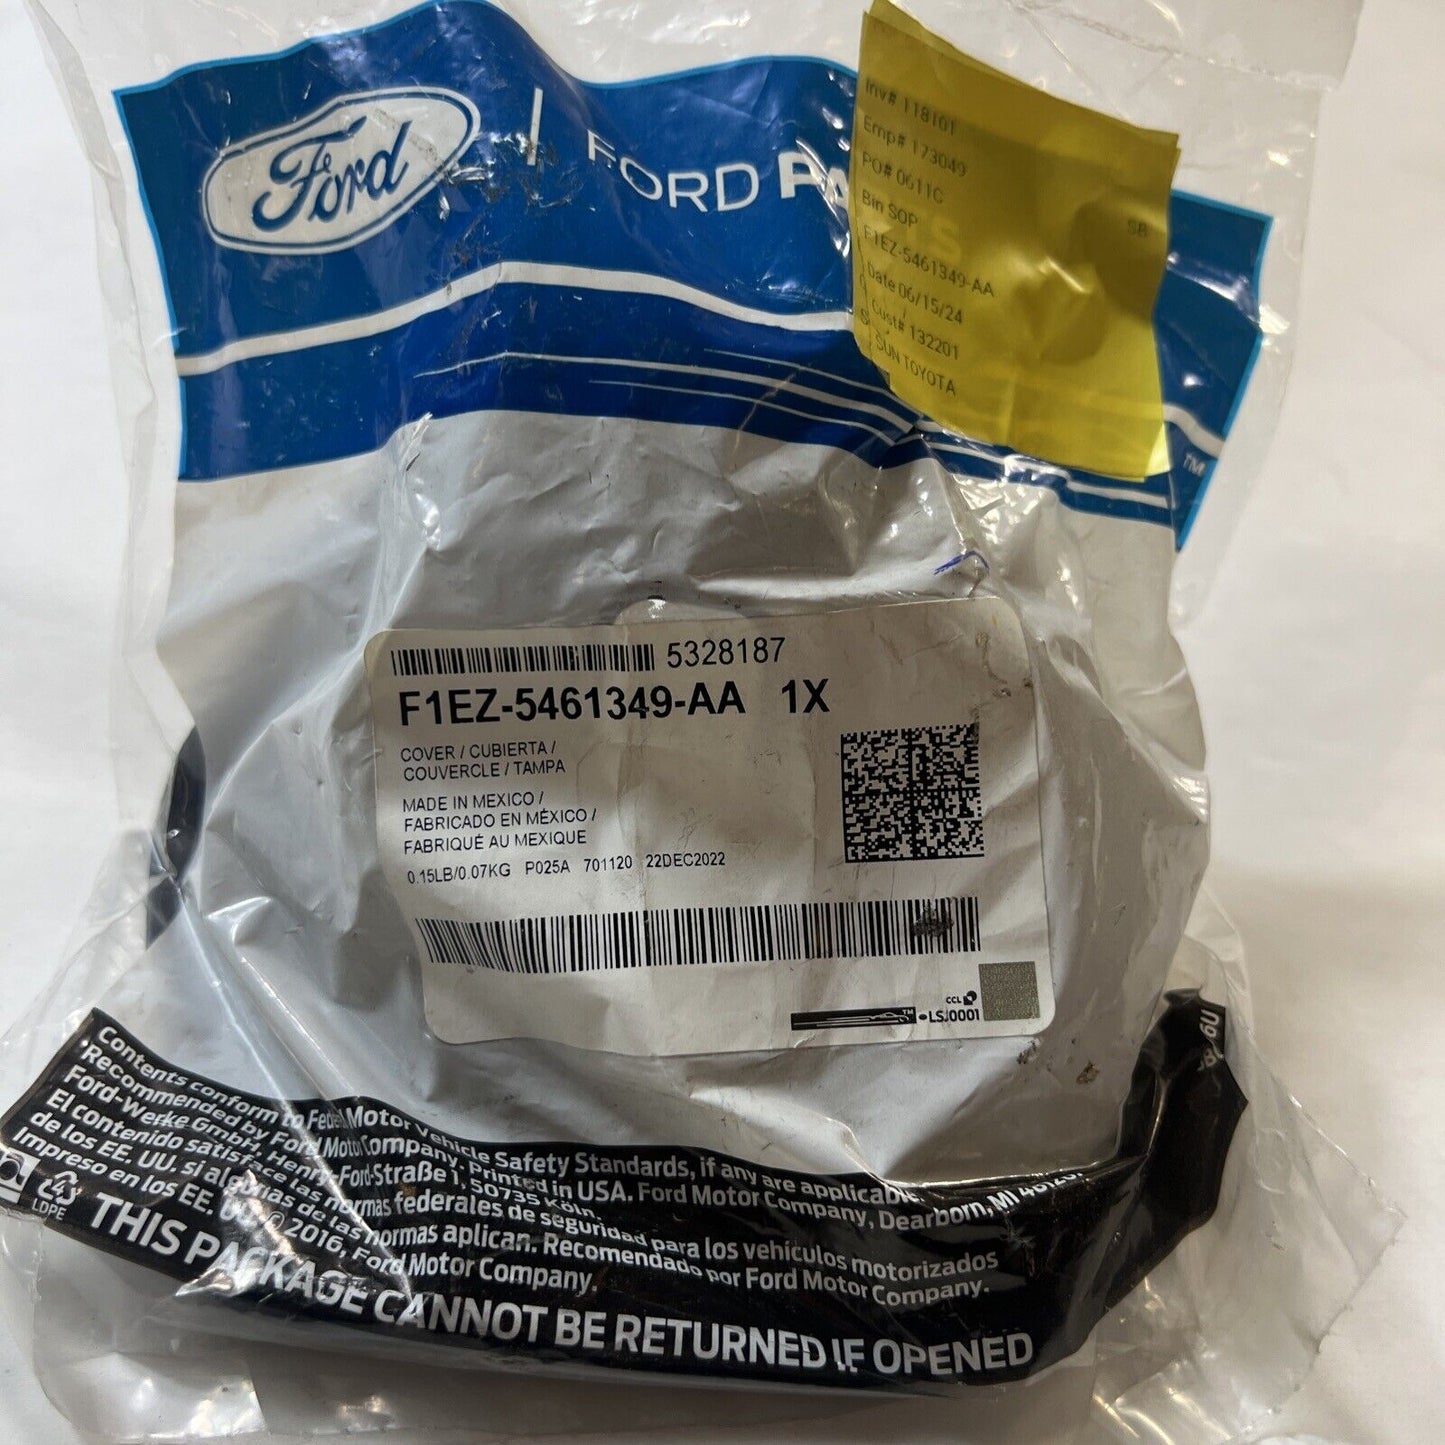 Ford
FORD PA
TS
TM
Inv# 118101
Emp# 173049
PO# 0611C
Bin SOP
SB
F1EZ-5461349-AA
Date 06/15/24
Cust# 132201
SUN TOYOTA
5328187
F1EZ-5461349-AA 1X
COVER / CUBIERTA /
COUVERCLE / TAMPA
MADE IN MEXICO /
FABRICADO EN MÉXICO /
FABRIQUÉ AU MEXIQUE
0.15LB/0.07KG P025A 701120 22DEC2022
CCL
TM
LSJ0001
Contents conform to Motor Vehicle Safety Standards, if any are applicable.
*Recommended by Ford Motor Company. Printed in USA. Ford Motor Company, Dearborn, MI
Ford-Werke GmbH, Henry-Ford-Straße 1, 50735 Köln.
El contenido satisface las normas federales de seguridad para los vehículos motorizados
de los EE. UU. si algunas de las normas aplican. Recomendado por Ford Motor Company.
Impreso en los EE. UU. © 2016, Ford Motor Company.
4
LDPE
THIS PACKAGE CANNOT BE RETURNED IF OPENED